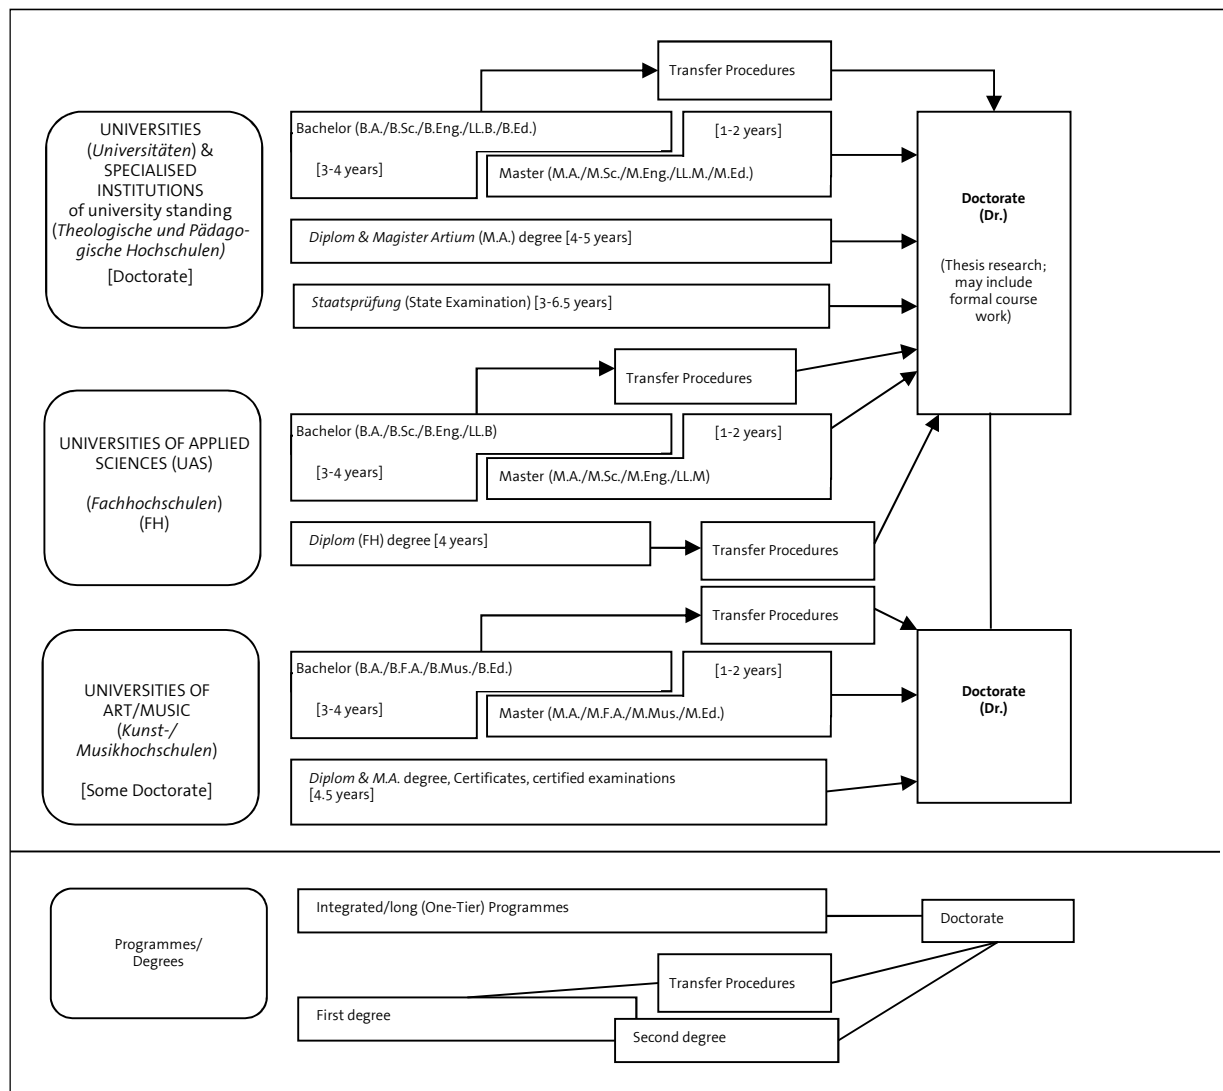 Transfer Procedures
UNIVERSITIES
(Universitäten) &
SPECIALISED
INSTITUTIONS
of university standing
(Theologische und Pädago-
gische Hochschulen)
[Doctorate]
Bachelor (B.A./B.Sc./B.Eng./LL.B./B.Ed.)
[1-2 years]
[3-4 years]
Master (M.A./M.Sc./M.Eng./LL.M./M.Ed.)
Diplom & Magister Artium (M.A.) degree [4-5 years]
Staatsprüfung (State Examination) [3-6.5 years]
Doctorate
(Dr.)
(Thesis research;
may include
formal course
work)
Transfer Procedures
UNIVERSITIES OF APPLIED
SCIENCES (UAS)
(Fachhochschulen)
(FH)
Bachelor (B.A./B.Sc./B.Eng./LL.B)
[1-2 years]
[3-4 years]
Master (M.A./M.Sc./M.Eng./LL.M)
Diplom (FH) degree [4 years]
Transfer Procedures
Transfer Procedures
UNIVERSITIES OF
ART/MUSIC
(Kunst-/
Musikhochschulen)
[Some Doctorate]
Bachelor (B.A./B.F.A./B.Mus./B.Ed.)
[1-2 years]
[3-4 years]
Master (M.A./M.F.A./M.Mus./M.Ed.)
Diplom & M.A. degree, Certificates, certified examinations
[4.5 years]
Doctorate
(Dr.)
Programmes/
Degrees
Integrated/long (One-Tier) Programmes
Doctorate
Transfer Procedures
First degree
Second degree